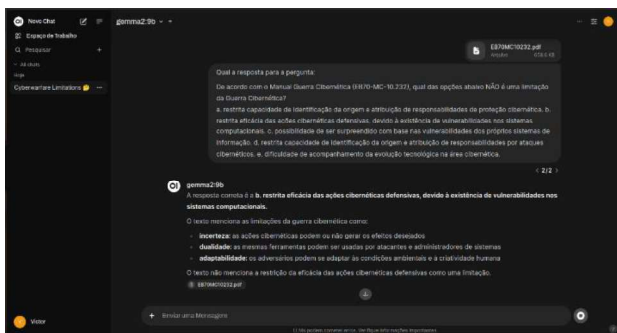 Novo Chat
gemma2:9b
Espaço de Trabalho
Pesquisar
All chats
Hoje
Cyberwarfare Limitations
EB70MC10232.pdf
Arquivo
Qual a resposta para a pergunta:
De acordo com o Manual Guerra Cibernética (EB70-MC-10.232), qual das opções abaixo NÃO é uma limitação
da Guerra Cibernética?
a. restrita capacidade de identificação da origem e atribuição de responsabilidades da proteção cibernética. b.
restrita eficácia das ações cibernéticas defensivas, devido à existência de vulnerabilidades nos sistemas
computacionais. c. possibilidade de ser surpreendido com base nas vulnerabilidades dos próprios sistemas de
informação. d. restrita capacidade de identificação da origem e atribuição de responsabilidades por ataques
cibernéticos. e. dificuldade de acompanhamento da evolução tecnológica na área cibernética.
2/2
gemma2:9b
A resposta correta é a b. restrita eficácia das ações cibernéticas defensivas, devido à existência de vulnerabilidades nos
sistemas computacionais.
O texto menciona as limitações da guerra cibernética como:
incerteza: as ações cibernéticas podem ou não gerar os efeitos desejados
dualidade: as mesmas ferramentas podem ser usadas por atacantes e administradores de sistemas
adaptabilidade: os adversários podem se adaptar às condições ambientais e à criatividade humana
O texto não menciona a restrição da eficácia das ações cibernéticas defensivas como uma limitação.
EB70MC10232.pdf
Enviar uma Mensagem
Victor